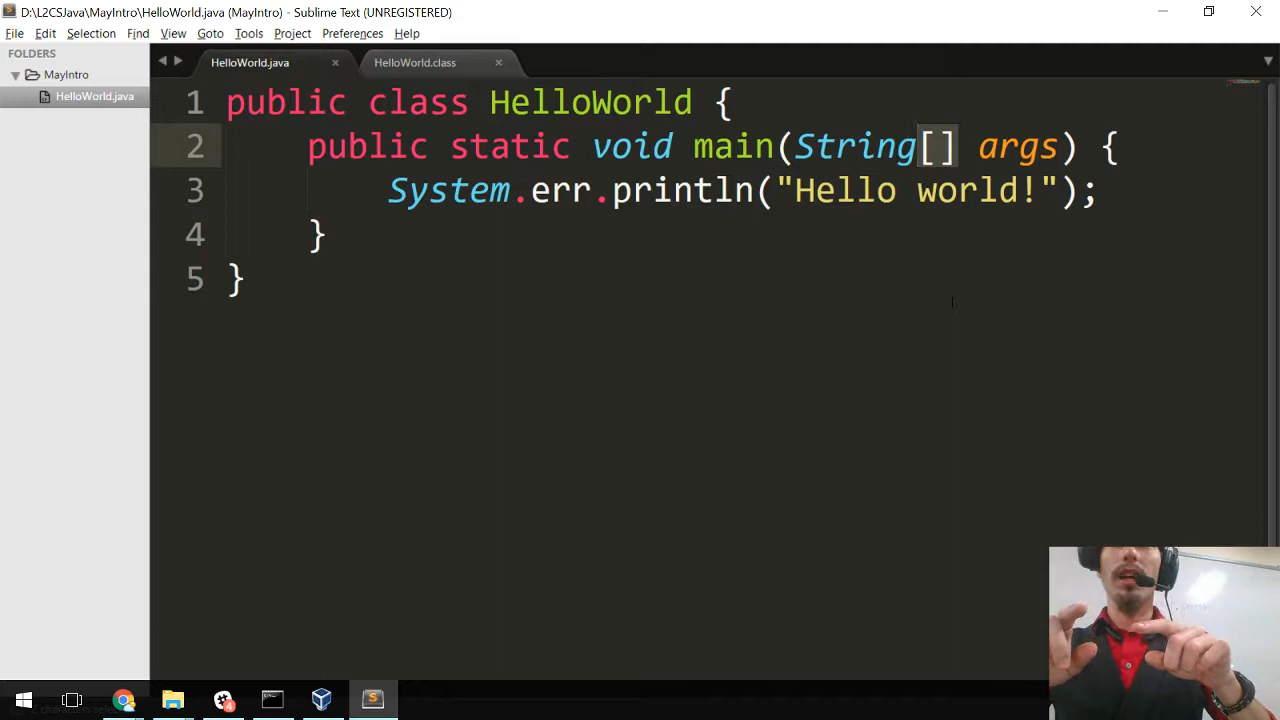 D:\L2CSJava\MayIntro\HelloWorld.java (MayIntro) - Sublime Text (UNREGISTERED)
File Edit Selection Find View Goto Tools Project Preferences Help
FOLDERS
MayIntro
HelloWorld.java
HelloWorld.java × HelloWorld.class ×
1 public class HelloWorld {
2 public static void main(String[] args) {
3 System.err.println("Hello world!");
4 }
5 }
4